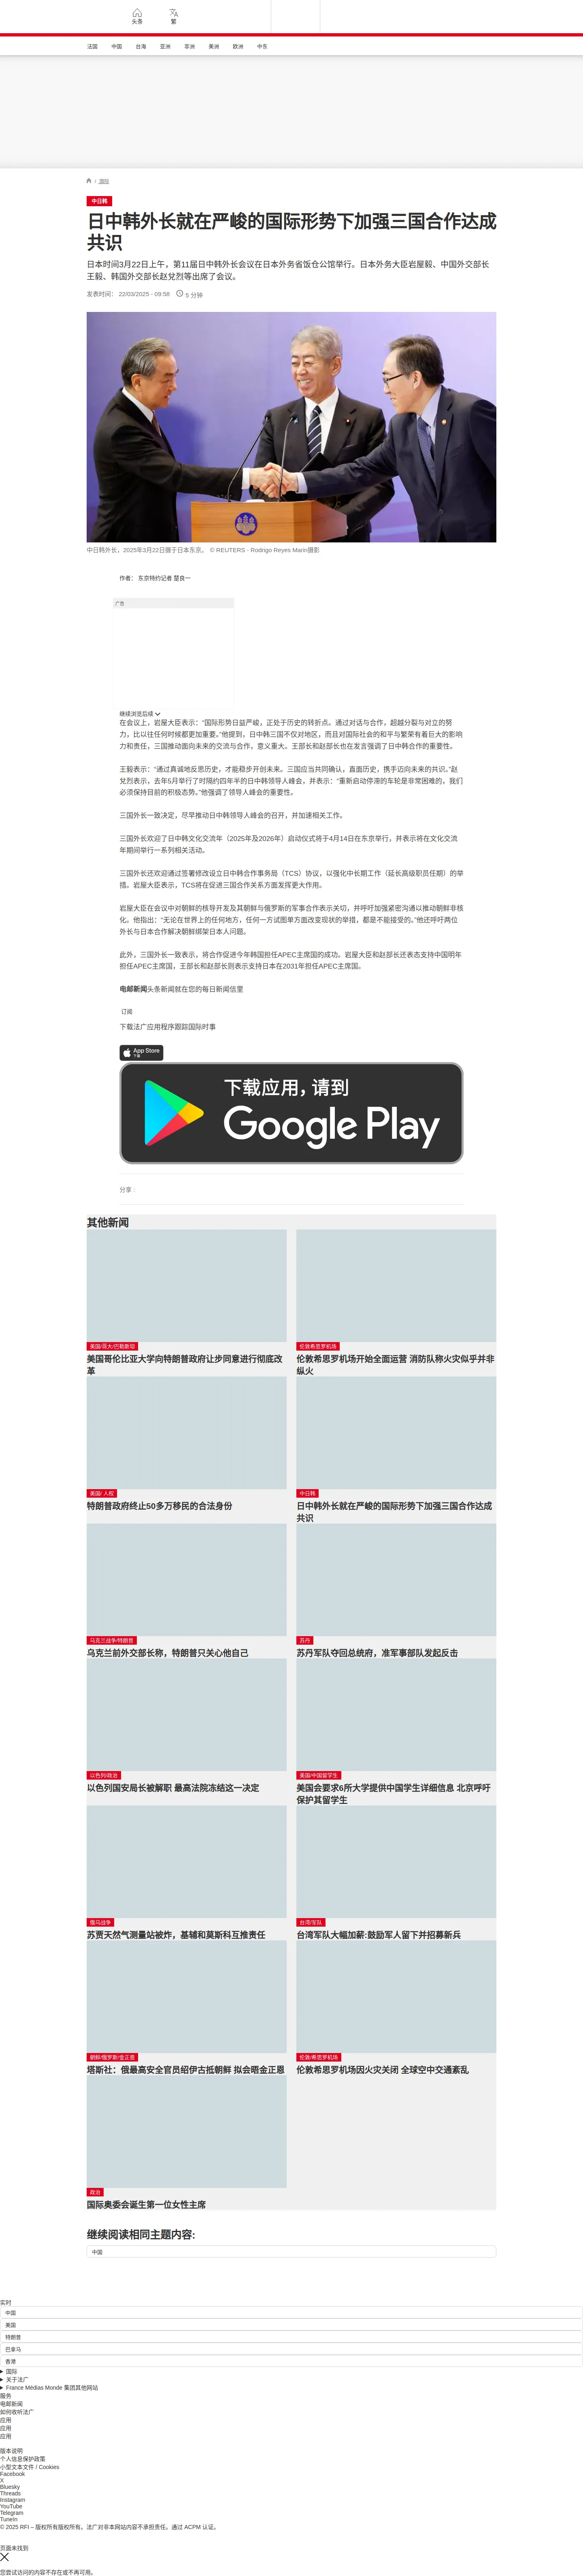 头条
繁
法国
中国
台海
亚洲
非洲
美洲
欧洲
中东
/ 国际
中日韩
日中韩外长就在严峻的国际形势下加强三国合作达成
共识
日本时间3月22日上午，第11届日中韩外长会议在日本外务省饭仓公馆举行。日本外务大臣岩屋毅、中国外交部长
王毅、韩国外交部长赵兑烈等出席了会议。
发表时间： 22/03/2025 - 09:58
5 分钟
中日韩外长，2025年3月22日摄于日本东京。 © REUTERS - Rodrigo Reyes Marin摄影
作者： 东京特约记者 楚良一
广告
继续浏览后续
在会议上，岩屋大臣表示：“国际形势日益严峻，正处于历史的转折点。通过对话与合作，超越分裂与对立的努
力，比以往任何时候都更加重要。”他提到，日中韩三国不仅对地区，而且对国际社会的和平与繁荣有着巨大的影响
力和责任，三国推动面向未来的交流与合作，意义重大。王部长和赵部长也在发言强调了日中韩合作的重要性。
王毅表示：“通过真诚地反思历史，才能稳步开创未来。三国应当共同确认，直面历史，携手迈向未来的共识。”赵
兑烈表示，去年5月举行了时隔约四年半的日中韩领导人峰会，并表示：“重新启动停滞的车轮是非常困难的，我们
必须保持目前的积极态势。”他强调了领导人峰会的重要性。
三国外长一致决定，尽早推动日中韩领导人峰会的召开，并加速相关工作。
三国外长欢迎了日中韩文化交流年（2025年及2026年）启动仪式将于4月14日在东京举行，并表示将在文化交流
年期间举行一系列相关活动。
三国外长还欢迎通过签署修改设立日中韩合作事务局（TCS）协议，以强化中长期工作（延长高级职员任期）的举
措。岩屋大臣表示，TCS将在促进三国合作关系方面发挥更大作用。
岩屋大臣在会议中对朝鲜的核导开发及其朝鲜与俄罗斯的军事合作表示关切，并呼吁加强紧密沟通以推动朝鲜非核
化。他指出：“无论在世界上的任何地方，任何一方试图单方面改变现状的举措，都是不能接受的。”他还呼吁两位
外长与日本合作解决朝鲜绑架日本人问题。
此外，三国外长一致表示，将合作促进今年韩国担任APEC主席国的成功。岩屋大臣和赵部长还表态支持中国明年
担任APEC主席国，王部长和赵部长则表示支持日本在2031年担任APEC主席国。
电邮新闻头条新闻就在您的每日新闻信里
订阅
下载法广应用程序跟踪国际时事
App Store
下载
下载应用，请到
Google Play
分享 :
其他新闻
美国/哥大/巴勒斯坦
美国哥伦比亚大学向特朗普政府让步同意进行彻底改
革
伦敦希思罗机场
伦敦希思罗机场开始全面运营 消防队称火灾似乎并非
纵火
美国/ 人权
特朗普政府终止50多万移民的合法身份
中日韩
日中韩外长就在严峻的国际形势下加强三国合作达成
共识
乌克兰战争/特朗普
乌克兰前外交部长称，特朗普只关心他自己
苏丹
苏丹军队夺回总统府，准军事部队发起反击
以色列/政治
以色列国安局长被解职 最高法院冻结这一决定
美国/中国留学生
美国会要求6所大学提供中国学生详细信息 北京呼吁
保护其留学生
俄乌战争
苏贾天然气测量站被炸，基辅和莫斯科互推责任
台湾/军队
台湾军队大幅加薪:鼓励军人留下并招募新兵
朝鲜/俄罗斯/金正恩
塔斯社：俄最高安全官员绍伊古抵朝鲜 拟会晤金正恩
伦敦/希思罗机场
伦敦希思罗机场因火灾关闭 全球空中交通紊乱
政治
国际奥委会诞生第一位女性主席
继续阅读相同主题内容:
中国
实时
中国
美国
特朗普
巴拿马
香港
国际
关于法广
France Médias Monde 集团其他网站
服务
电邮新闻
如何收听法广
应用
应用
应用
版本说明
个人信息保护政策
小型文本文件 / Cookies
Facebook
X
Bluesky
Threads
Instagram
YouTube
Telegram
TuneIn
© 2025 RFI – 版权所有版权所有。法广对非本网站内容不承担责任。通过 ACPM 认证。
页面未找到
您尝试访问的内容不存在或不再可用。